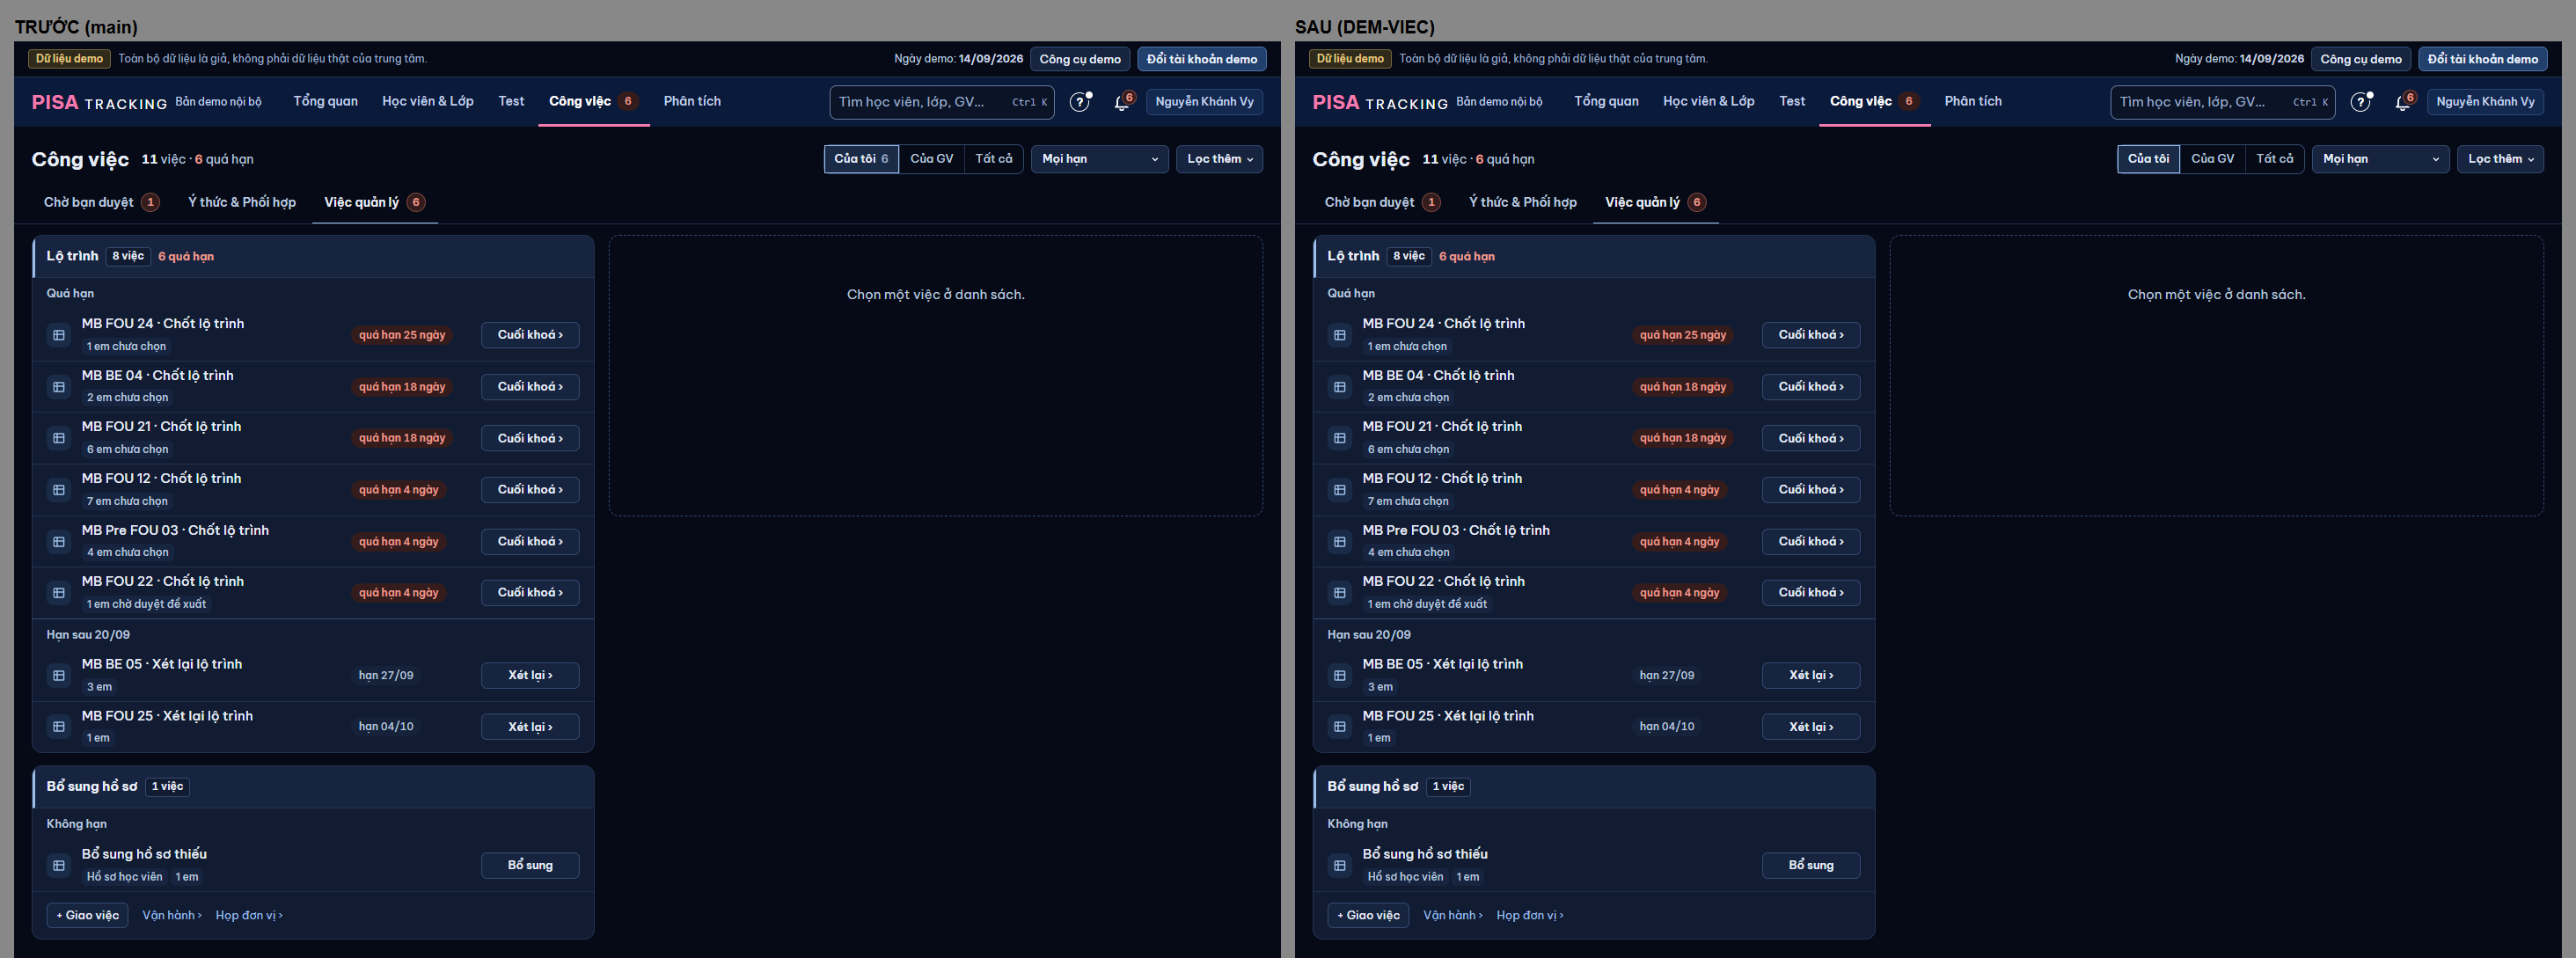 TRƯỚC (main)
Dữ liệu demo Toàn bộ dữ liệu là giả, không phải dữ liệu thật của trung tâm. Ngày demo: 14/09/2026 Công cụ demo Đổi tài khoản demo
PISA TRACKING Bản demo nội bộ Tổng quan Học viên & Lớp Test Công việc 6 Phân tích Tìm học viên, lớp, GV... Ctrl K ? 6 Nguyễn Khánh Vy
Công việc 11 việc · 6 quá hạn Của tôi 6 Của GV Tất cả Mọi hạn Lọc thêm
Chờ bạn duyệt 1 Ý thức & Phối hợp Việc quản lý 6
Lộ trình 8 việc 6 quá hạn
Quá hạn
Chọn một việc ở danh sách.
MB FOU 24 · Chốt lộ trình
1 em chưa chọn
quá hạn 25 ngày Cuối khoá ›
MB BE 04 · Chốt lộ trình
2 em chưa chọn
quá hạn 18 ngày Cuối khoá ›
MB FOU 21 · Chốt lộ trình
6 em chưa chọn
quá hạn 18 ngày Cuối khoá ›
MB FOU 12 · Chốt lộ trình
7 em chưa chọn
quá hạn 4 ngày Cuối khoá ›
MB Pre FOU 03 · Chốt lộ trình
4 em chưa chọn
quá hạn 4 ngày Cuối khoá ›
MB FOU 22 · Chốt lộ trình
1 em chờ duyệt đề xuất
quá hạn 4 ngày Cuối khoá ›
Hạn sau 20/09
MB BE 05 · Xét lại lộ trình
3 em
hạn 27/09 Xét lại ›
MB FOU 25 · Xét lại lộ trình
1 em
hạn 04/10 Xét lại ›
Bổ sung hồ sơ 1 việc
Không hạn
Bổ sung hồ sơ thiếu
Hồ sơ học viên 1 em
Bổ sung
+ Giao việc Vận hành › Họp đơn vị ›
SAU (DEM-VIEC)
Dữ liệu demo Toàn bộ dữ liệu là giả, không phải dữ liệu thật của trung tâm. Ngày demo: 14/09/2026 Công cụ demo Đổi tài khoản demo
PISA TRACKING Bản demo nội bộ Tổng quan Học viên & Lớp Test Công việc 6 Phân tích Tìm học viên, lớp, GV... Ctrl K ? 6 Nguyễn Khánh Vy
Công việc 11 việc · 6 quá hạn Của tôi Của GV Tất cả Mọi hạn Lọc thêm
Chờ bạn duyệt 1 Ý thức & Phối hợp Việc quản lý 6
Lộ trình 8 việc 6 quá hạn
Quá hạn
Chọn một việc ở danh sách.
MB FOU 24 · Chốt lộ trình
1 em chưa chọn
quá hạn 25 ngày Cuối khoá ›
MB BE 04 · Chốt lộ trình
2 em chưa chọn
quá hạn 18 ngày Cuối khoá ›
MB FOU 21 · Chốt lộ trình
6 em chưa chọn
quá hạn 18 ngày Cuối khoá ›
MB FOU 12 · Chốt lộ trình
7 em chưa chọn
quá hạn 4 ngày Cuối khoá ›
MB Pre FOU 03 · Chốt lộ trình
4 em chưa chọn
quá hạn 4 ngày Cuối khoá ›
MB FOU 22 · Chốt lộ trình
1 em chờ duyệt đề xuất
quá hạn 4 ngày Cuối khoá ›
Hạn sau 20/09
MB BE 05 · Xét lại lộ trình
3 em
hạn 27/09 Xét lại ›
MB FOU 25 · Xét lại lộ trình
1 em
hạn 04/10 Xét lại ›
Bổ sung hồ sơ 1 việc
Không hạn
Bổ sung hồ sơ thiếu
Hồ sơ học viên 1 em
Bổ sung
+ Giao việc Vận hành › Họp đơn vị ›